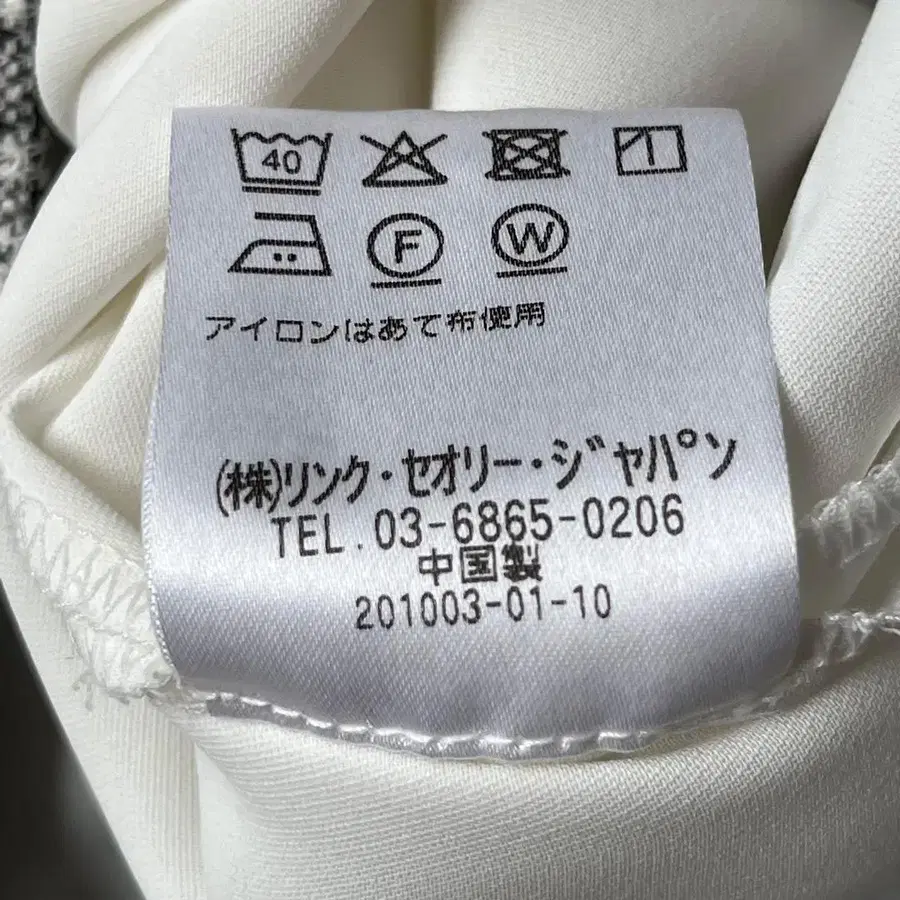 40
F W
アイロンはあて布使用
(株)リンク・セオリー・ジャパン
TEL.03-6865-0206
中国製
201003-01-10